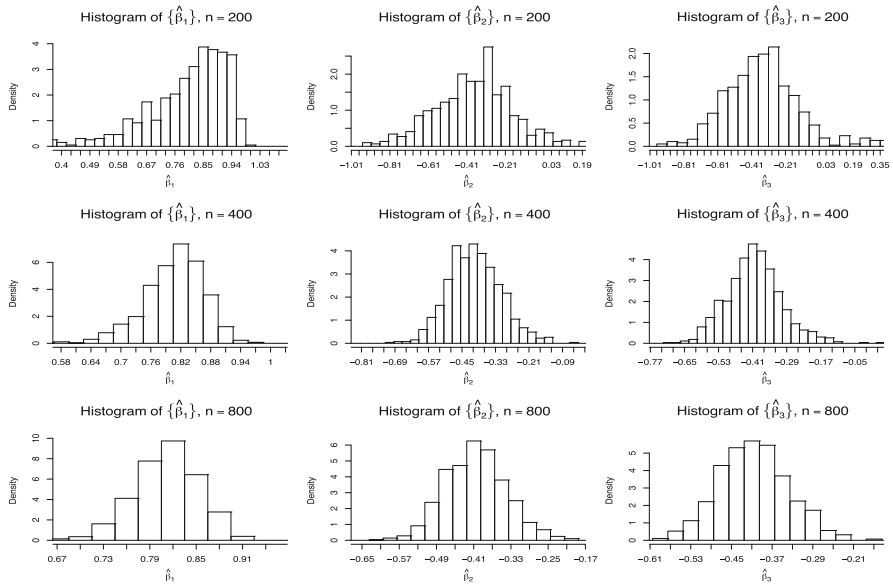 Histogram of {β̂₁}, n = 200
Density
0 1 2 3 4
0.4 0.49 0.58 0.67 0.76 0.85 0.94 1.03
β̂₁
Histogram of {β̂₂}, n = 200
Density
0.0 1.0 2.0
−1.01 −0.81 −0.61 −0.41 −0.21 0.03 0.19
β̂₂
Histogram of {β̂₃}, n = 200
Density
0.0 0.5 1.0 1.5 2.0
−1.01 −0.81 −0.61 −0.41 −0.21 0.03 0.19 0.35
β̂₃
Histogram of {β̂₁}, n = 400
Density
0 2 4 6
0.58 0.64 0.7 0.76 0.82 0.88 0.94 1
β̂₁
Histogram of {β̂₂}, n = 400
Density
0 1 2 3 4
−0.81 −0.69 −0.57 −0.45 −0.33 −0.21 −0.09
β̂₂
Histogram of {β̂₃}, n = 400
Density
0 1 2 3 4
−0.77 −0.65 −0.53 −0.41 −0.29 −0.17 −0.05
β̂₃
Histogram of {β̂₁}, n = 800
Density
0 2 4 6 8 10
0.67 0.73 0.79 0.85 0.91
β̂₁
Histogram of {β̂₂}, n = 800
Density
0 1 2 3 4 5 6
−0.65 −0.57 −0.49 −0.41 −0.33 −0.25 −0.17
β̂₂
Histogram of {β̂₃}, n = 800
Density
0 1 2 3 4 5
−0.61 −0.53 −0.45 −0.37 −0.29 −0.21
β̂₃